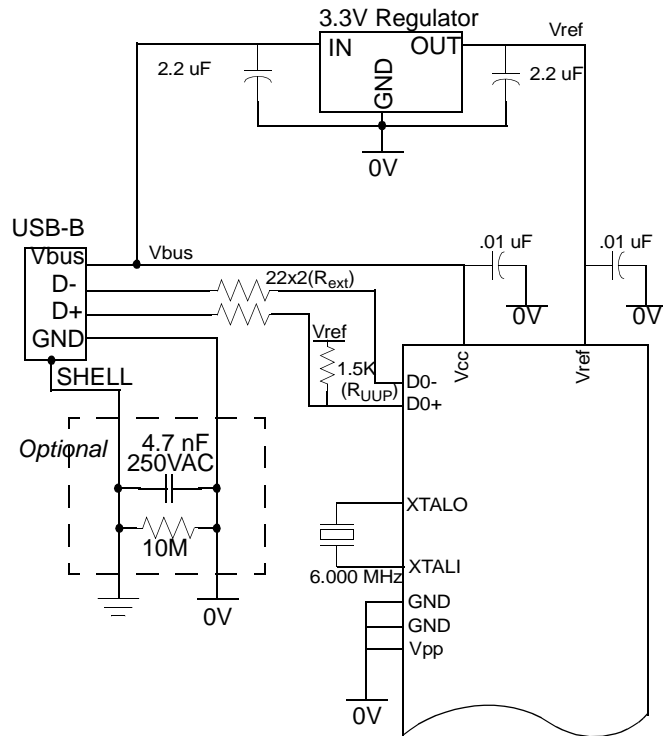 3.3V Regulator
IN
OUT
GND
Vref
2.2 uF
2.2 uF
0V
USB-B
Vbus
D-
D+
GND
SHELL
Vbus
22x2(Rext)
.01 uF
0V
.01 uF
0V
Vref
1.5K
(RUUP)
Vcc
Vref
D0-
D0+
Optional
4.7 nF
250VAC
10M
0V
XTALO
XTALI
6.000 MHz
GND
GND
Vpp
0V